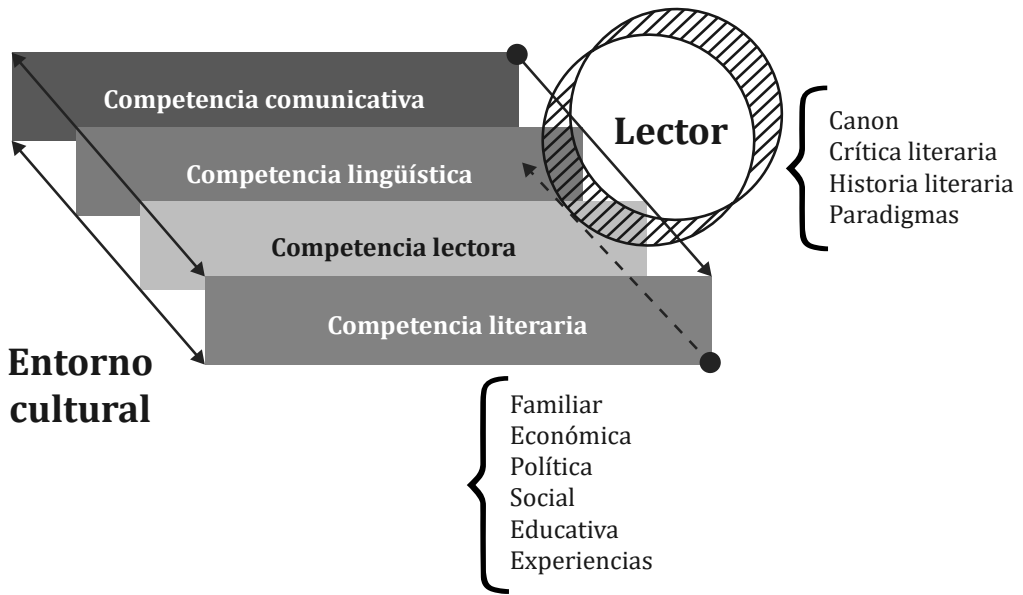 Competencia comunicativa
Lector
Competencia lingüística
Competencia lectora
Competencia literaria
Canon
Crítica literaria
Historia literaria
Paradigmas
Entorno
cultural
Familiar
Económica
Política
Social
Educativa
Experiencias